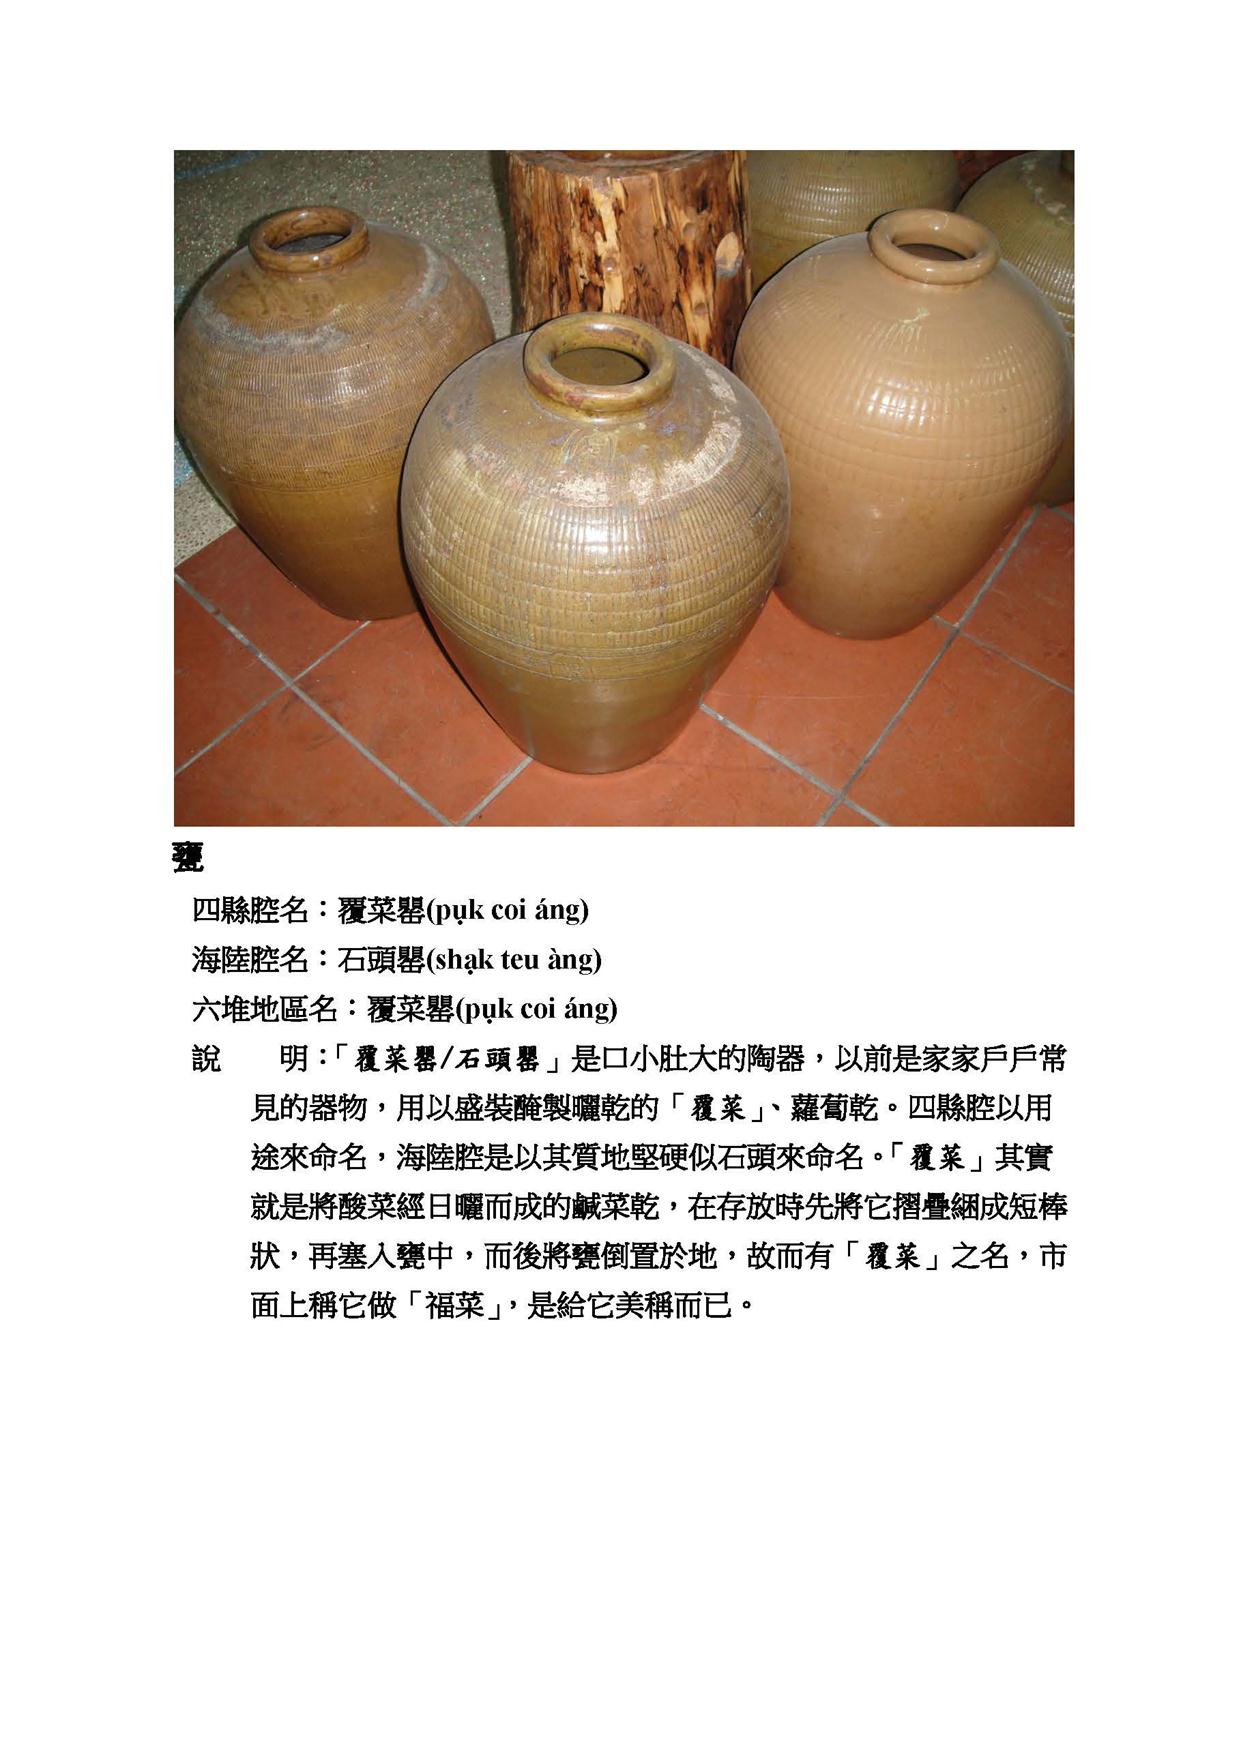 甕
四縣腔名：覆菜罌(pụk coi áng)
海陸腔名：石頭罌(shạk teu àng)
六堆地區名：覆菜罌(pụk coi áng)
說　　明：「覆菜罌/石頭罌」是口小肚大的陶器，以前是家家戶戶常
見的器物，用以盛裝醃製曬乾的「覆菜」、蘿蔔乾。四縣腔以用
途來命名，海陸腔是以其質地堅硬似石頭來命名。「覆菜」其實
就是將酸菜經日曬而成的鹹菜乾，在存放時先將它摺疊綑成短棒
狀，再塞入甕中，而後將甕倒置於地，故而有「覆菜」之名，市
面上稱它做「福菜」，是給它美稱而已。